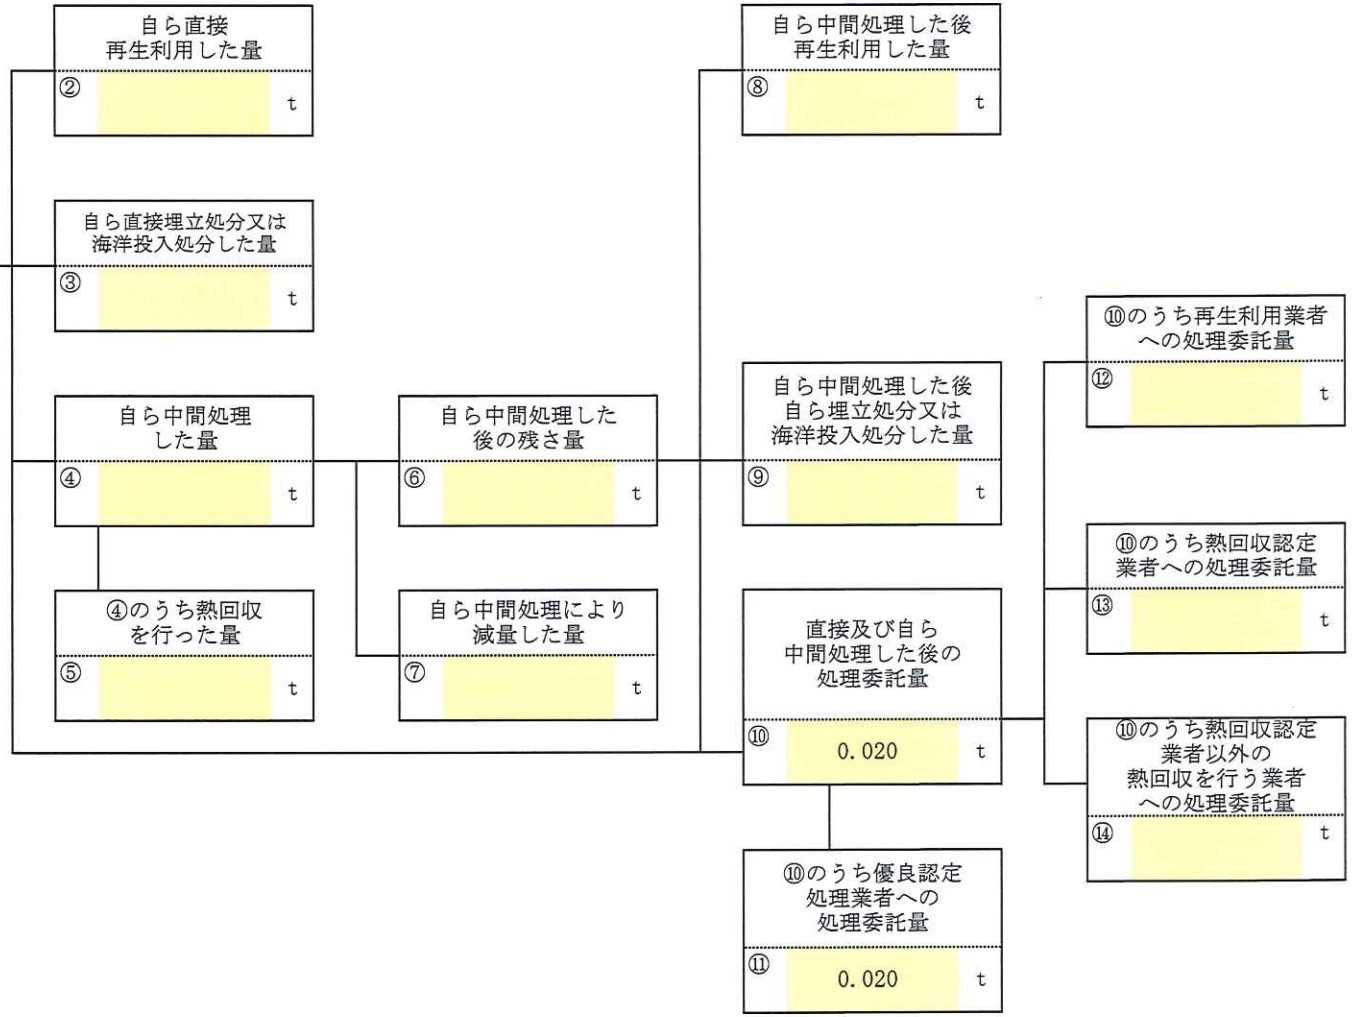 自ら直接
再生利用した量
② t
自ら中間処理した後
再生利用した量
⑧ t
自ら直接埋立処分又は
海洋投入処分した量
③ t
⑩のうち再生利用業者
への処理委託量
⑫ t
自ら中間処理
した量
④ t
自ら中間処理した
後の残さ量
⑥ t
自ら中間処理した後
自ら埋立処分又は
海洋投入処分した量
⑨ t
⑩のうち熱回収認定
業者への処理委託量
⑬ t
④のうち熱回収
を行った量
⑤ t
自ら中間処理により
減量した量
⑦ t
直接及び自ら
中間処理した後の
処理委託量
⑩ 0.020 t
⑩のうち熱回収認定
業者以外の
熱回収を行う業者
への処理委託量
⑭ t
⑩のうち優良認定
処理業者への
処理委託量
⑪ 0.020 t